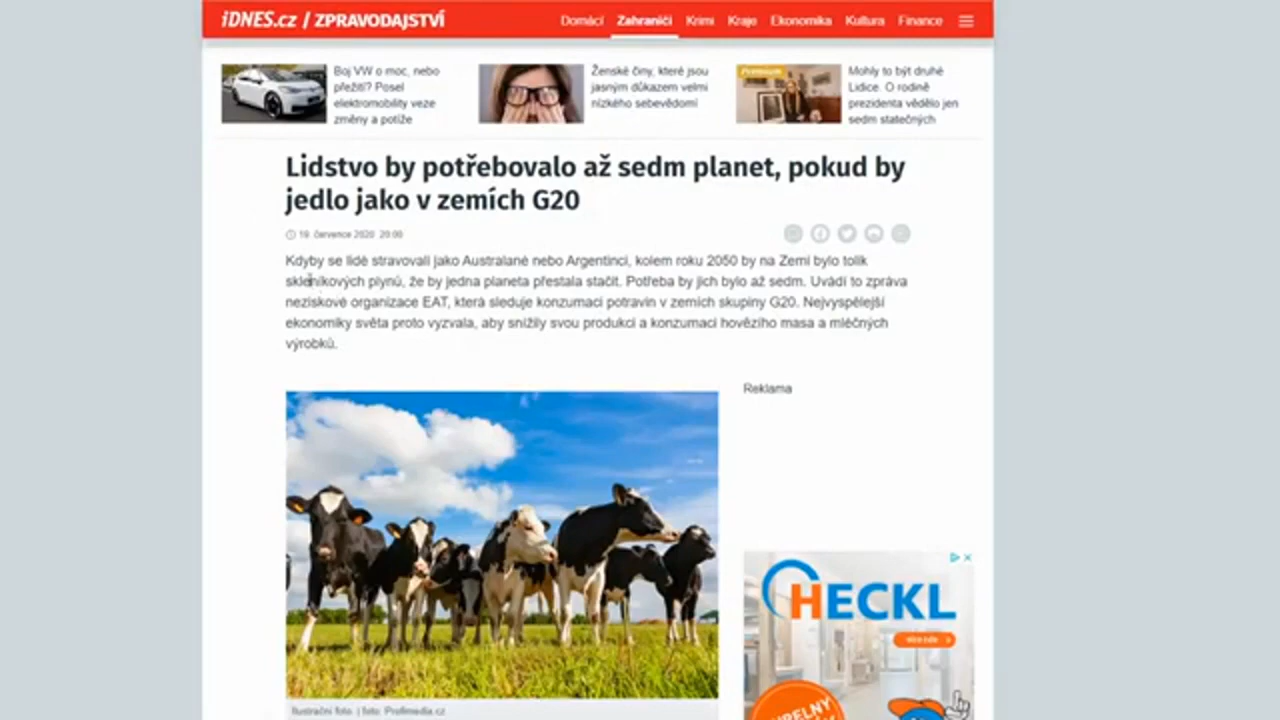 iDNES.cz / ZPRAVODAJSTVÍ
Domácí Zahraničí Krimi Kraje Ekonomika Kultura Finance
Boj VW o moc, nebo
přežití? Posel
elektromobility veze
změny a potíže
Ženské činy, které jsou
jasným důkazem velmi
nízkého sebevědomí
Premium
Mohly to být druhé
Lidice. O rodině
prezidenta vědělo jen
sedm statečných
Lidstvo by potřebovalo až sedm planet, pokud by
jedlo jako v zemích G20
19. července 2020 20:00
Kdyby se lidé stravovali jako Australané nebo Argentinci, kolem roku 2050 by na Zemi bylo tolik
skleníkových plynů, že by jedna planeta přestala stačit. Potřeba by jich bylo až sedm. Uvádí to zpráva
neziskové organizace EAT, která sleduje konzumaci potravin v zemích skupiny G20. Nejvyspělejší
ekonomiky světa proto vyzvala, aby snížily svou produkci a konzumaci hovězího masa a mléčných
výrobků.
Reklama
HECKL
více zde
Ilustrační foto | foto: Profimedia.cz